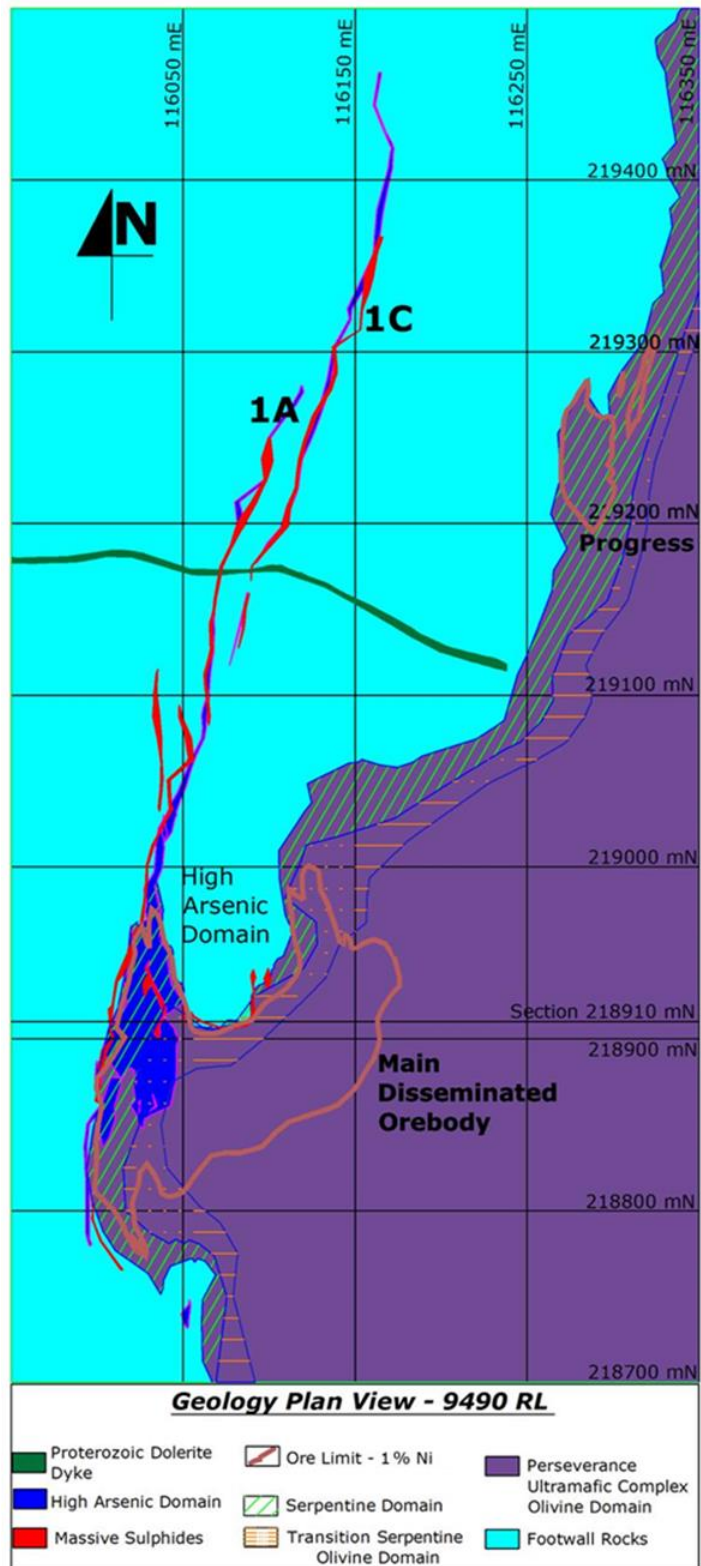 116050 mE
116150 mE
116250 mE
116350 mE
219400 mN
N
1C
219300 mN
1A
219200 mN
Progress
219100 mN
219000 mN
High
Arsenic
Domain
Section 218910 mN
218900 mN
Main
Disseminated
Orebody
218800 mN
218700 mN
Geology Plan View - 9490 RL
Proterozoic Dolerite
Dyke
High Arsenic Domain
Massive Sulphides
Ore Limit - 1% Ni
Serpentine Domain
Transition Serpentine
Olivine Domain
Perseverance
Ultramafic Complex
Olivine Domain
Footwall Rocks